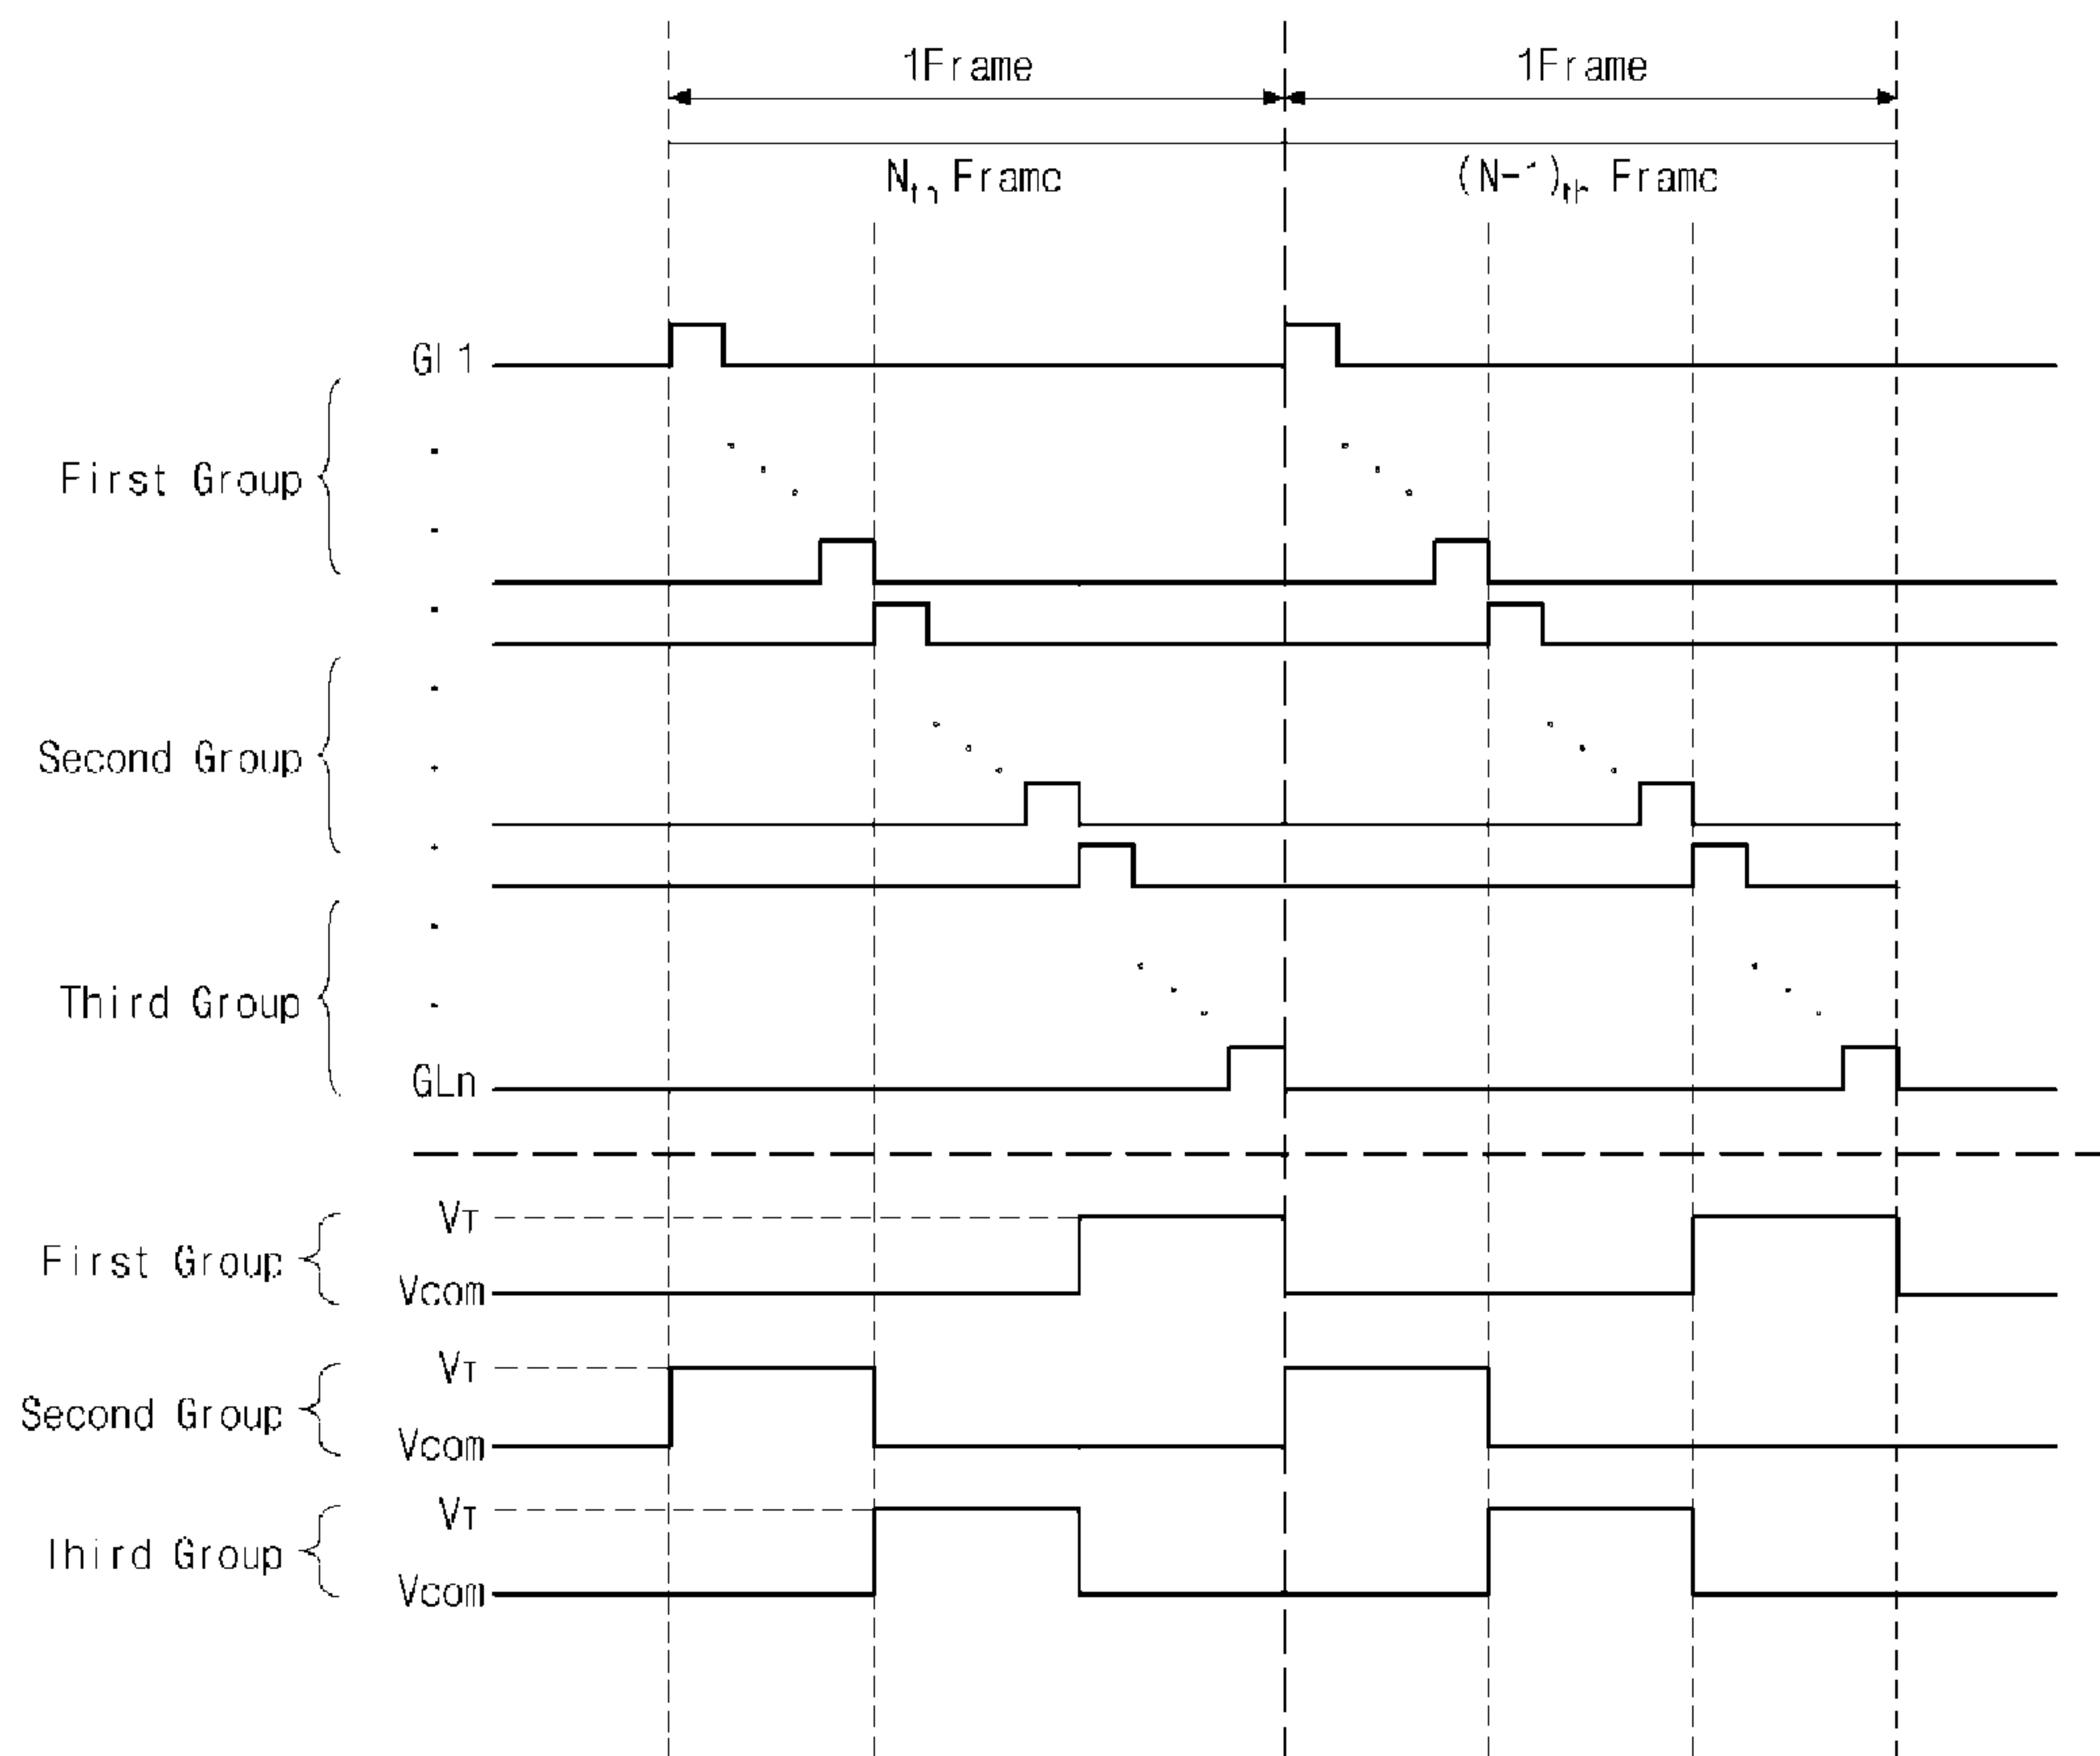 1Frame 1Frame
Nth Frame (N-1)th Frame
GL1
First Group
Second Group
Third Group
GLn
VT
First Group
Vcom
VT
Second Group
Vcom
VT
Third Group
Vcom